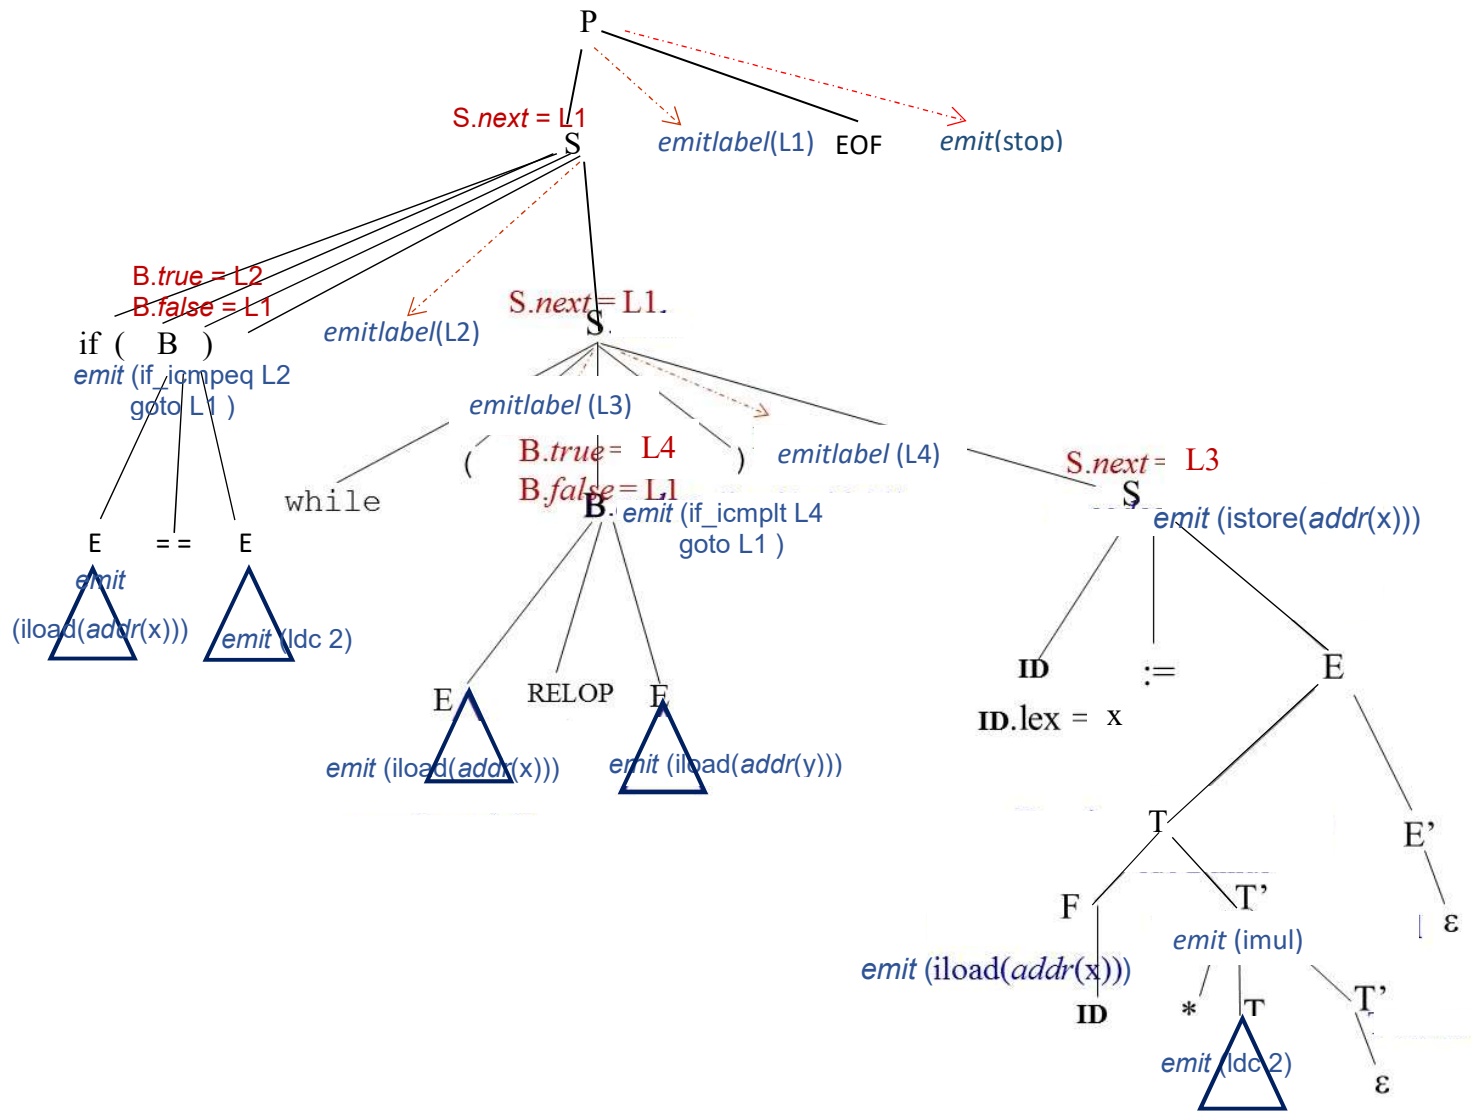 P
S.next = L1
S
emitlabel(L1)
EOF
emit(stop)
B.true = L2
B.false = L1
if ( B )
emit (if_icmpeq L2
goto L1 )
emitlabel(L2)
S.next = L1
S
emitlabel (L3)
while
(
B.true = L4
B.false = L1
B
emit (if_icmplt L4
goto L1 )
)
emitlabel (L4)
S.next = L3
S
emit (istore(addr(x)))
E
==
E
emit
(iload(addr(x)))
emit (ldc 2)
E
RELOP
E
emit (iload(addr(x)))
emit (iload(addr(y)))
ID
:=
E
ID.lex = x
T
E’
F
T’
ε
emit (iload(addr(x)))
emit (imul)
ID
*
T
T’
emit (ldc 2)
ε